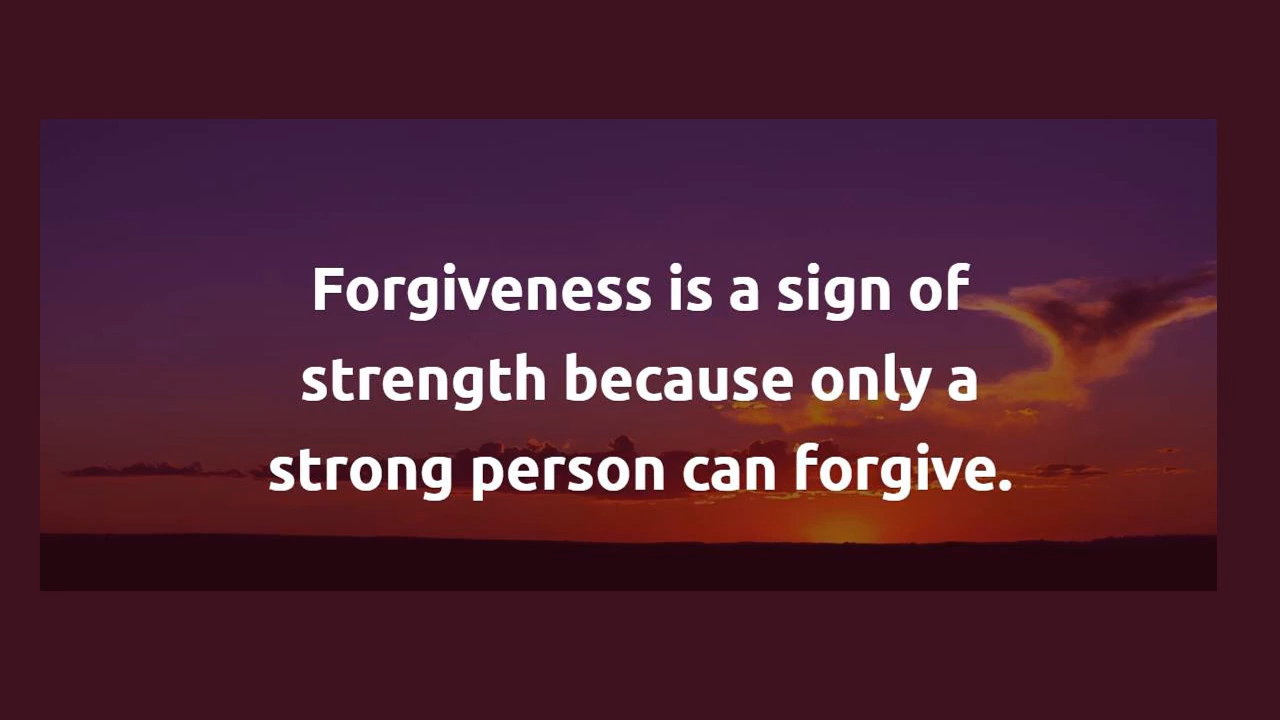 Forgiveness is a sign of
strength because only a
strong person can forgive.